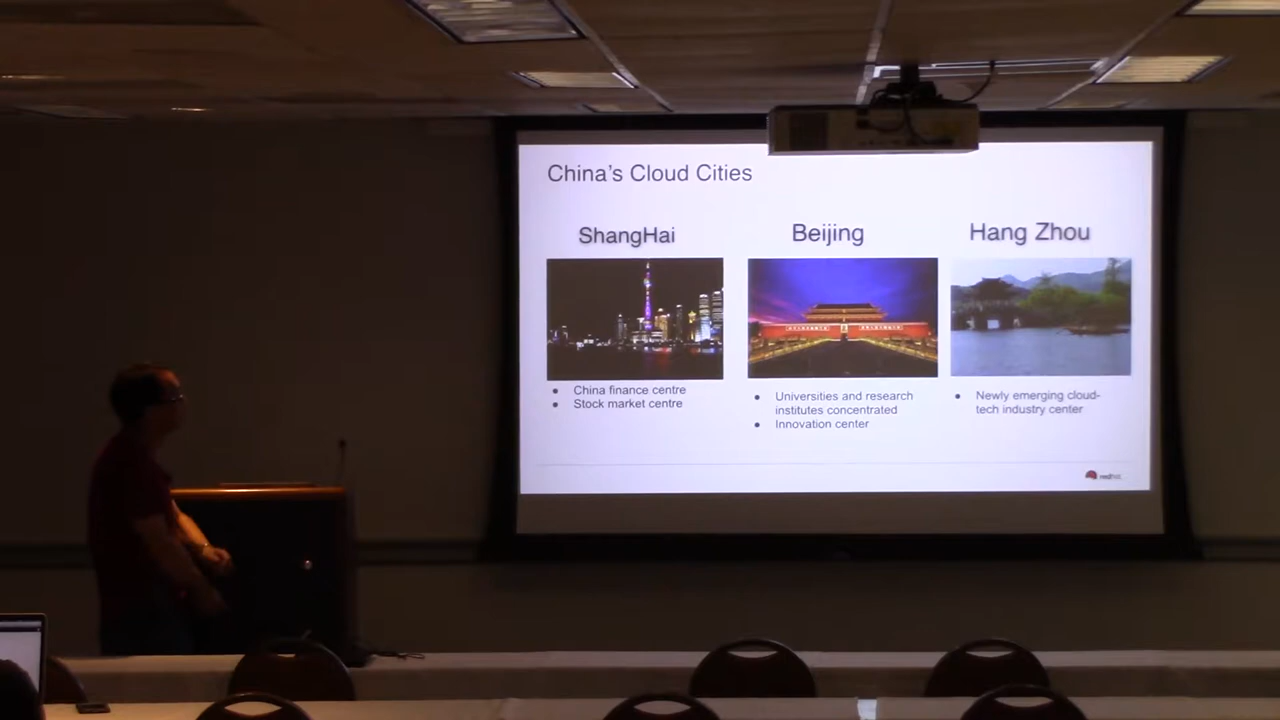 China's Cloud Cities
ShangHai
Beijing
Hang Zhou
China finance centre
Stock market centre
Universities and research
institutes concentrated
Innovation center
Newly emerging cloud-
tech industry center
redhat